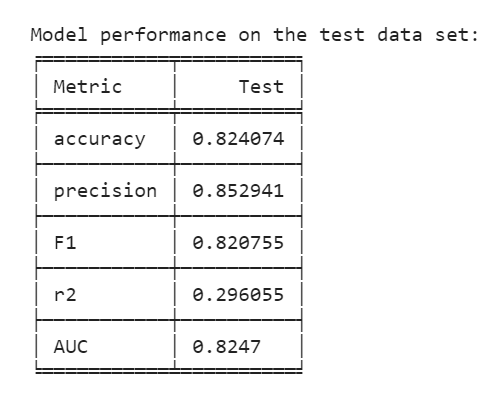 Model performance on the test data set:
Metric Test
accuracy 0.824074
precision 0.852941
F1 0.820755
r2 0.296055
AUC 0.8247